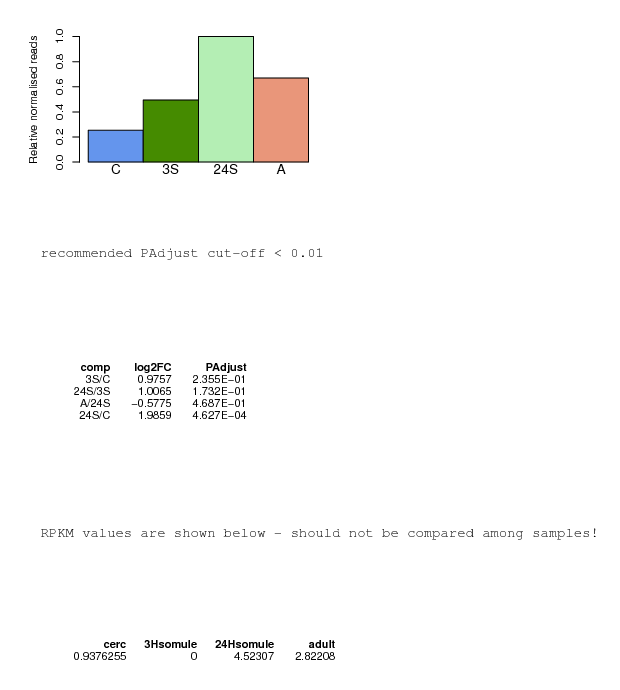 Relative normalised reads
1.0
0.8
0.6
0.4
0.2
0.0
C 3S 24S A
recommended PAdjust cut-off < 0.01
comp log2FC PAdjust
3S/C 0.9757 2.355E-01
24S/3S 1.0065 1.732E-01
A/24S -0.5775 4.687E-01
24S/C 1.9859 4.627E-04
RPKM values are shown below - should not be compared among samples!
cerc 3Hsomule 24Hsomule adult
0.9376255 0 4.52307 2.82208